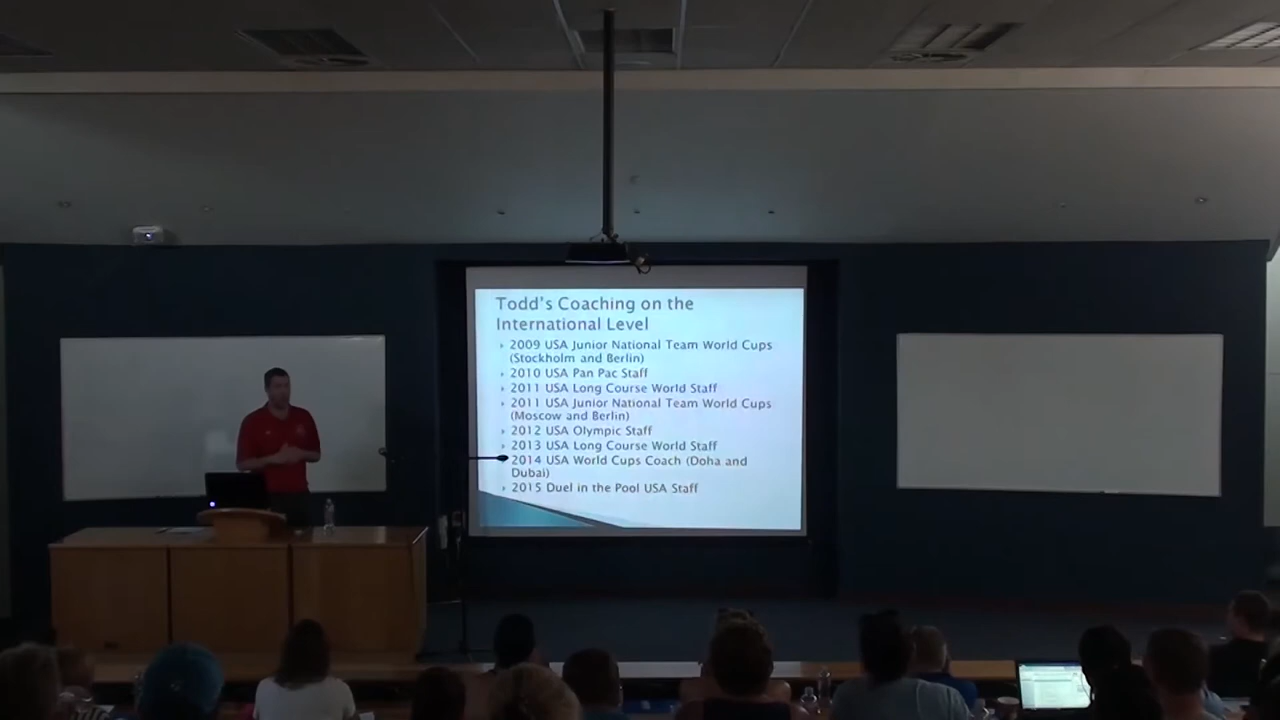 Todd's Coaching on the
International Level
2009 USA Junior National Team World Cups
(Stockholm and Berlin)
2010 USA Pan Pac Staff
2011 USA Long Course World Staff
2011 USA Junior National Team World Cups
(Moscow and Berlin)
2012 USA Olympic Staff
2013 USA Long Course World Staff
2014 USA World Cups Coach (Doha and
Dubai)
2015 Duel in the Pool USA Staff